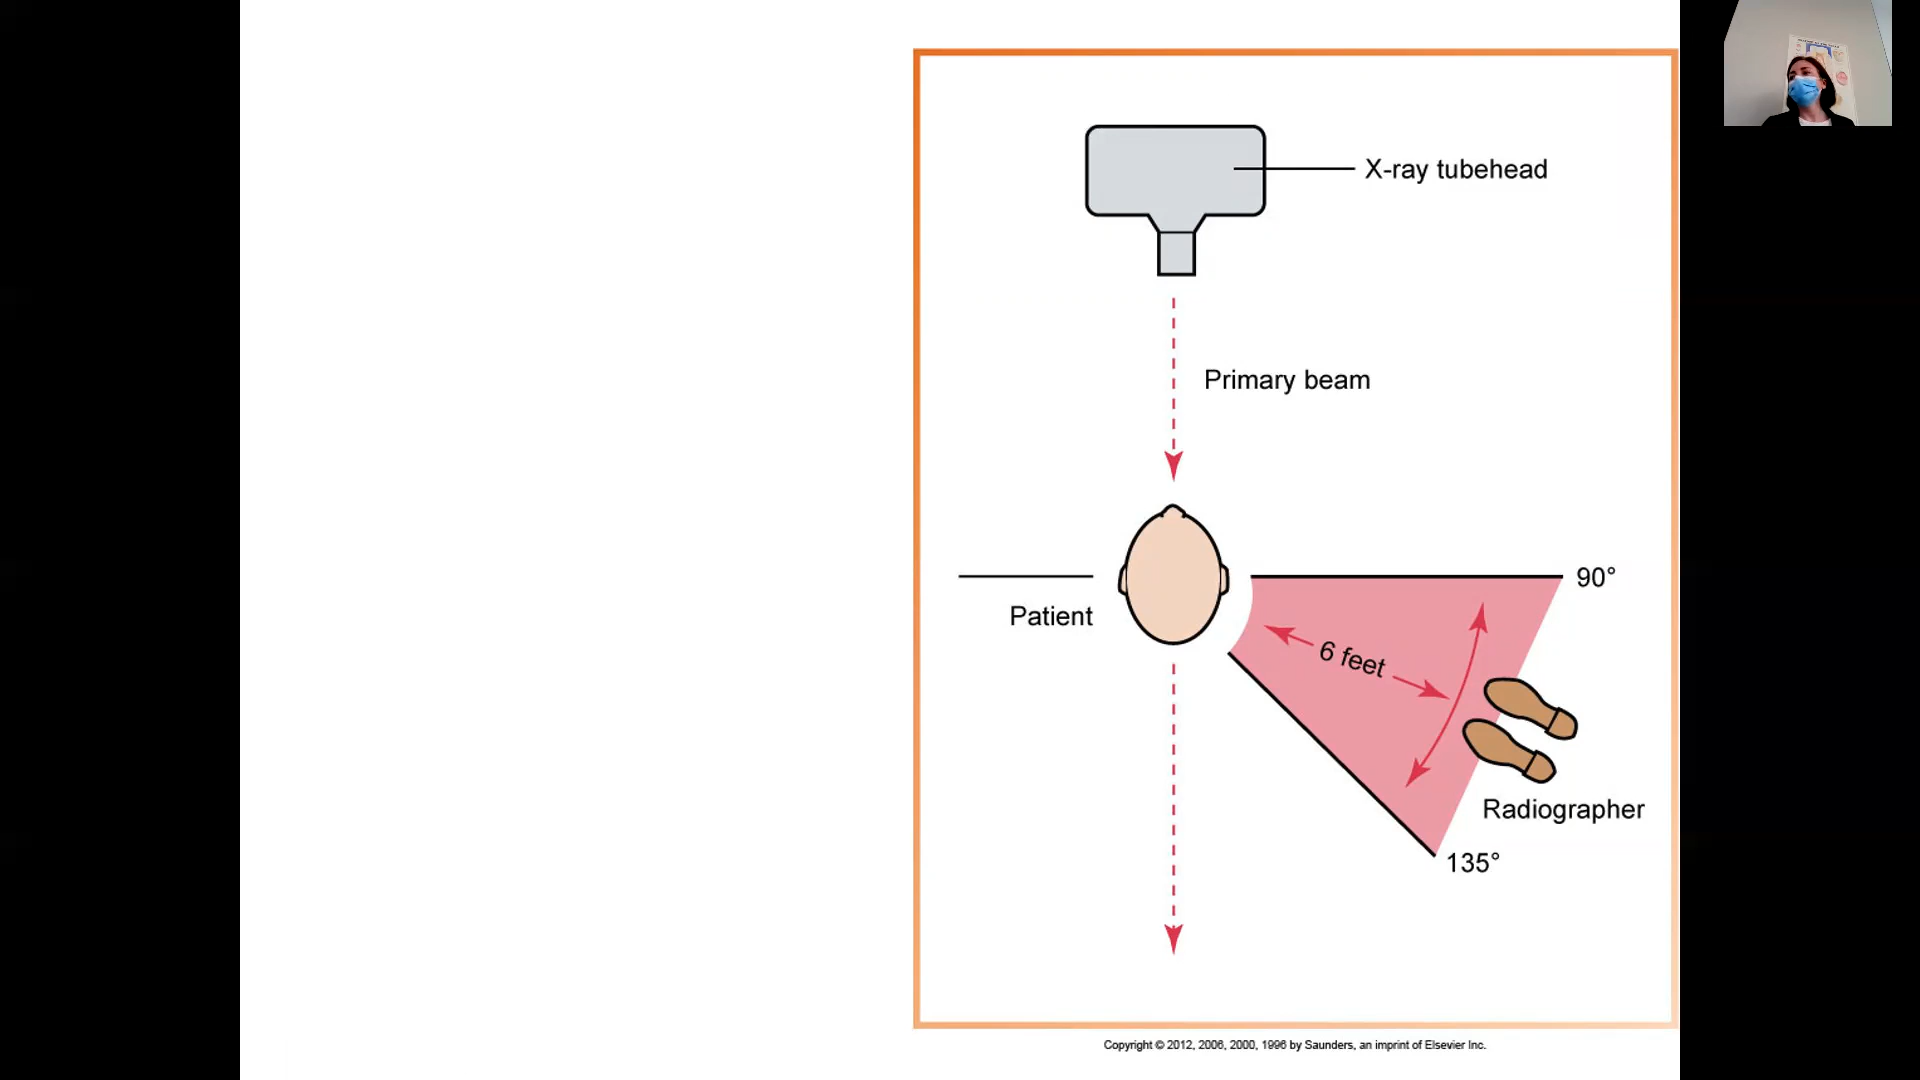 X-ray tubehead
Primary beam
90°
Patient
6 feet
Radiographer
135°
Copyright © 2012, 2006, 2000, 1996 by Saunders, an imprint of Elsevier Inc.